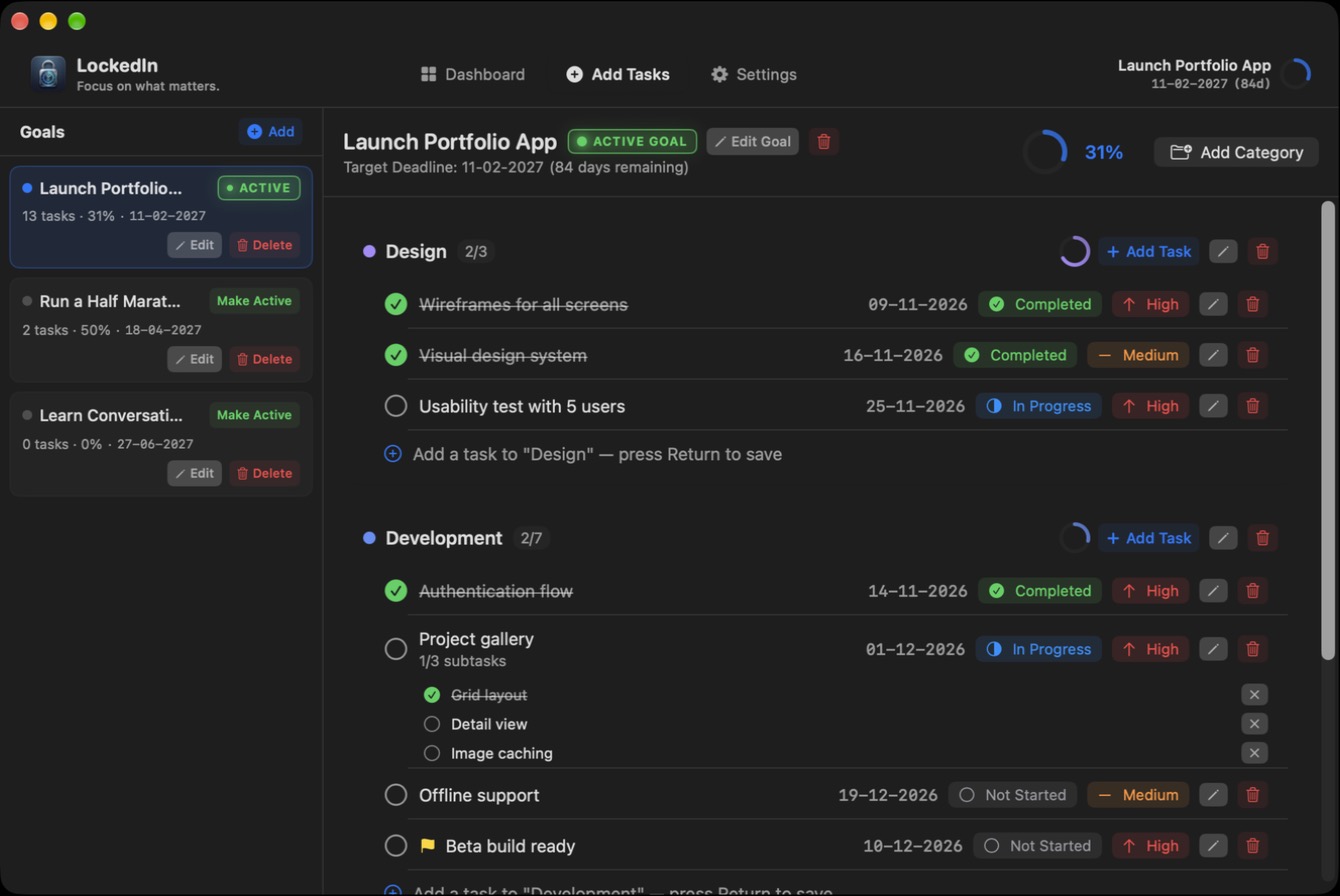 LockedIn
Focus on what matters.
Dashboard
Add Tasks
Settings
Launch Portfolio App
11-02-2027 (84d)
Goals
Add
Launch Portfolio...
ACTIVE
13 tasks · 31% · 11-02-2027
Edit
Delete
Run a Half Marat...
Make Active
2 tasks · 50% · 18-04-2027
Edit
Delete
Learn Conversati...
Make Active
0 tasks · 0% · 27-06-2027
Edit
Delete
Launch Portfolio App
ACTIVE GOAL
Edit Goal
Target Deadline: 11-02-2027 (84 days remaining)
31%
Add Category
Design 2/3
+ Add Task
Wireframes for all screens 09-11-2026 Completed High
Visual design system 16-11-2026 Completed Medium
Usability test with 5 users 25-11-2026 In Progress High
Add a task to "Design" — press Return to save
Development 2/7
+ Add Task
Authentication flow 14-11-2026 Completed High
Project gallery 01-12-2026 In Progress High
1/3 subtasks
Grid layout
Detail view
Image caching
Offline support 19-12-2026 Not Started Medium
Beta build ready 10-12-2026 Not Started High
Add a task to "Development" — press Return to save